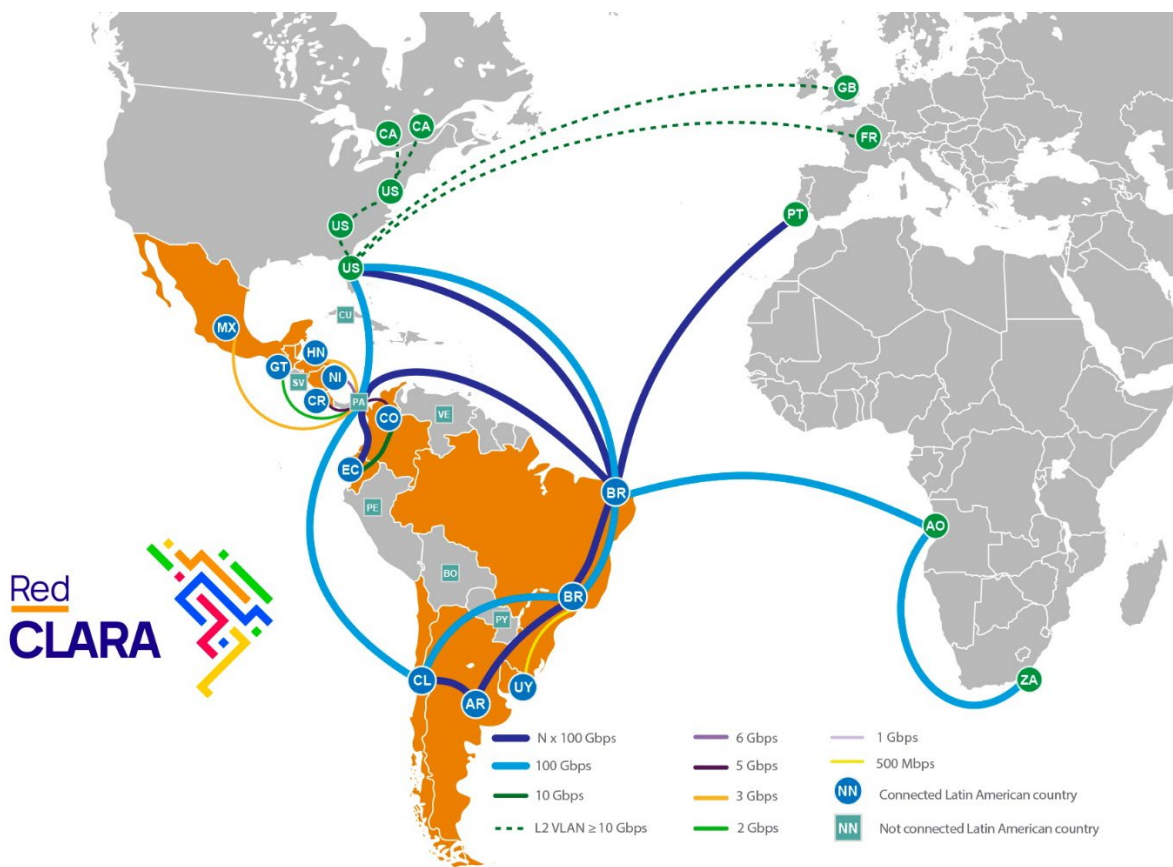 CA
CA
US
US
US
GB
FR
PT
MX
CU
GT
HN
SV
NI
CR
PA
CO
VE
EC
PE
BR
AO
BO
BR
PY
CL
AR
UY
ZA
Red
CLARA
N x 100 Gbps
100 Gbps
10 Gbps
L2 VLAN ≥ 10 Gbps
6 Gbps
5 Gbps
3 Gbps
2 Gbps
1 Gbps
500 Mbps
NN Connected Latin American country
NN Not connected Latin American country